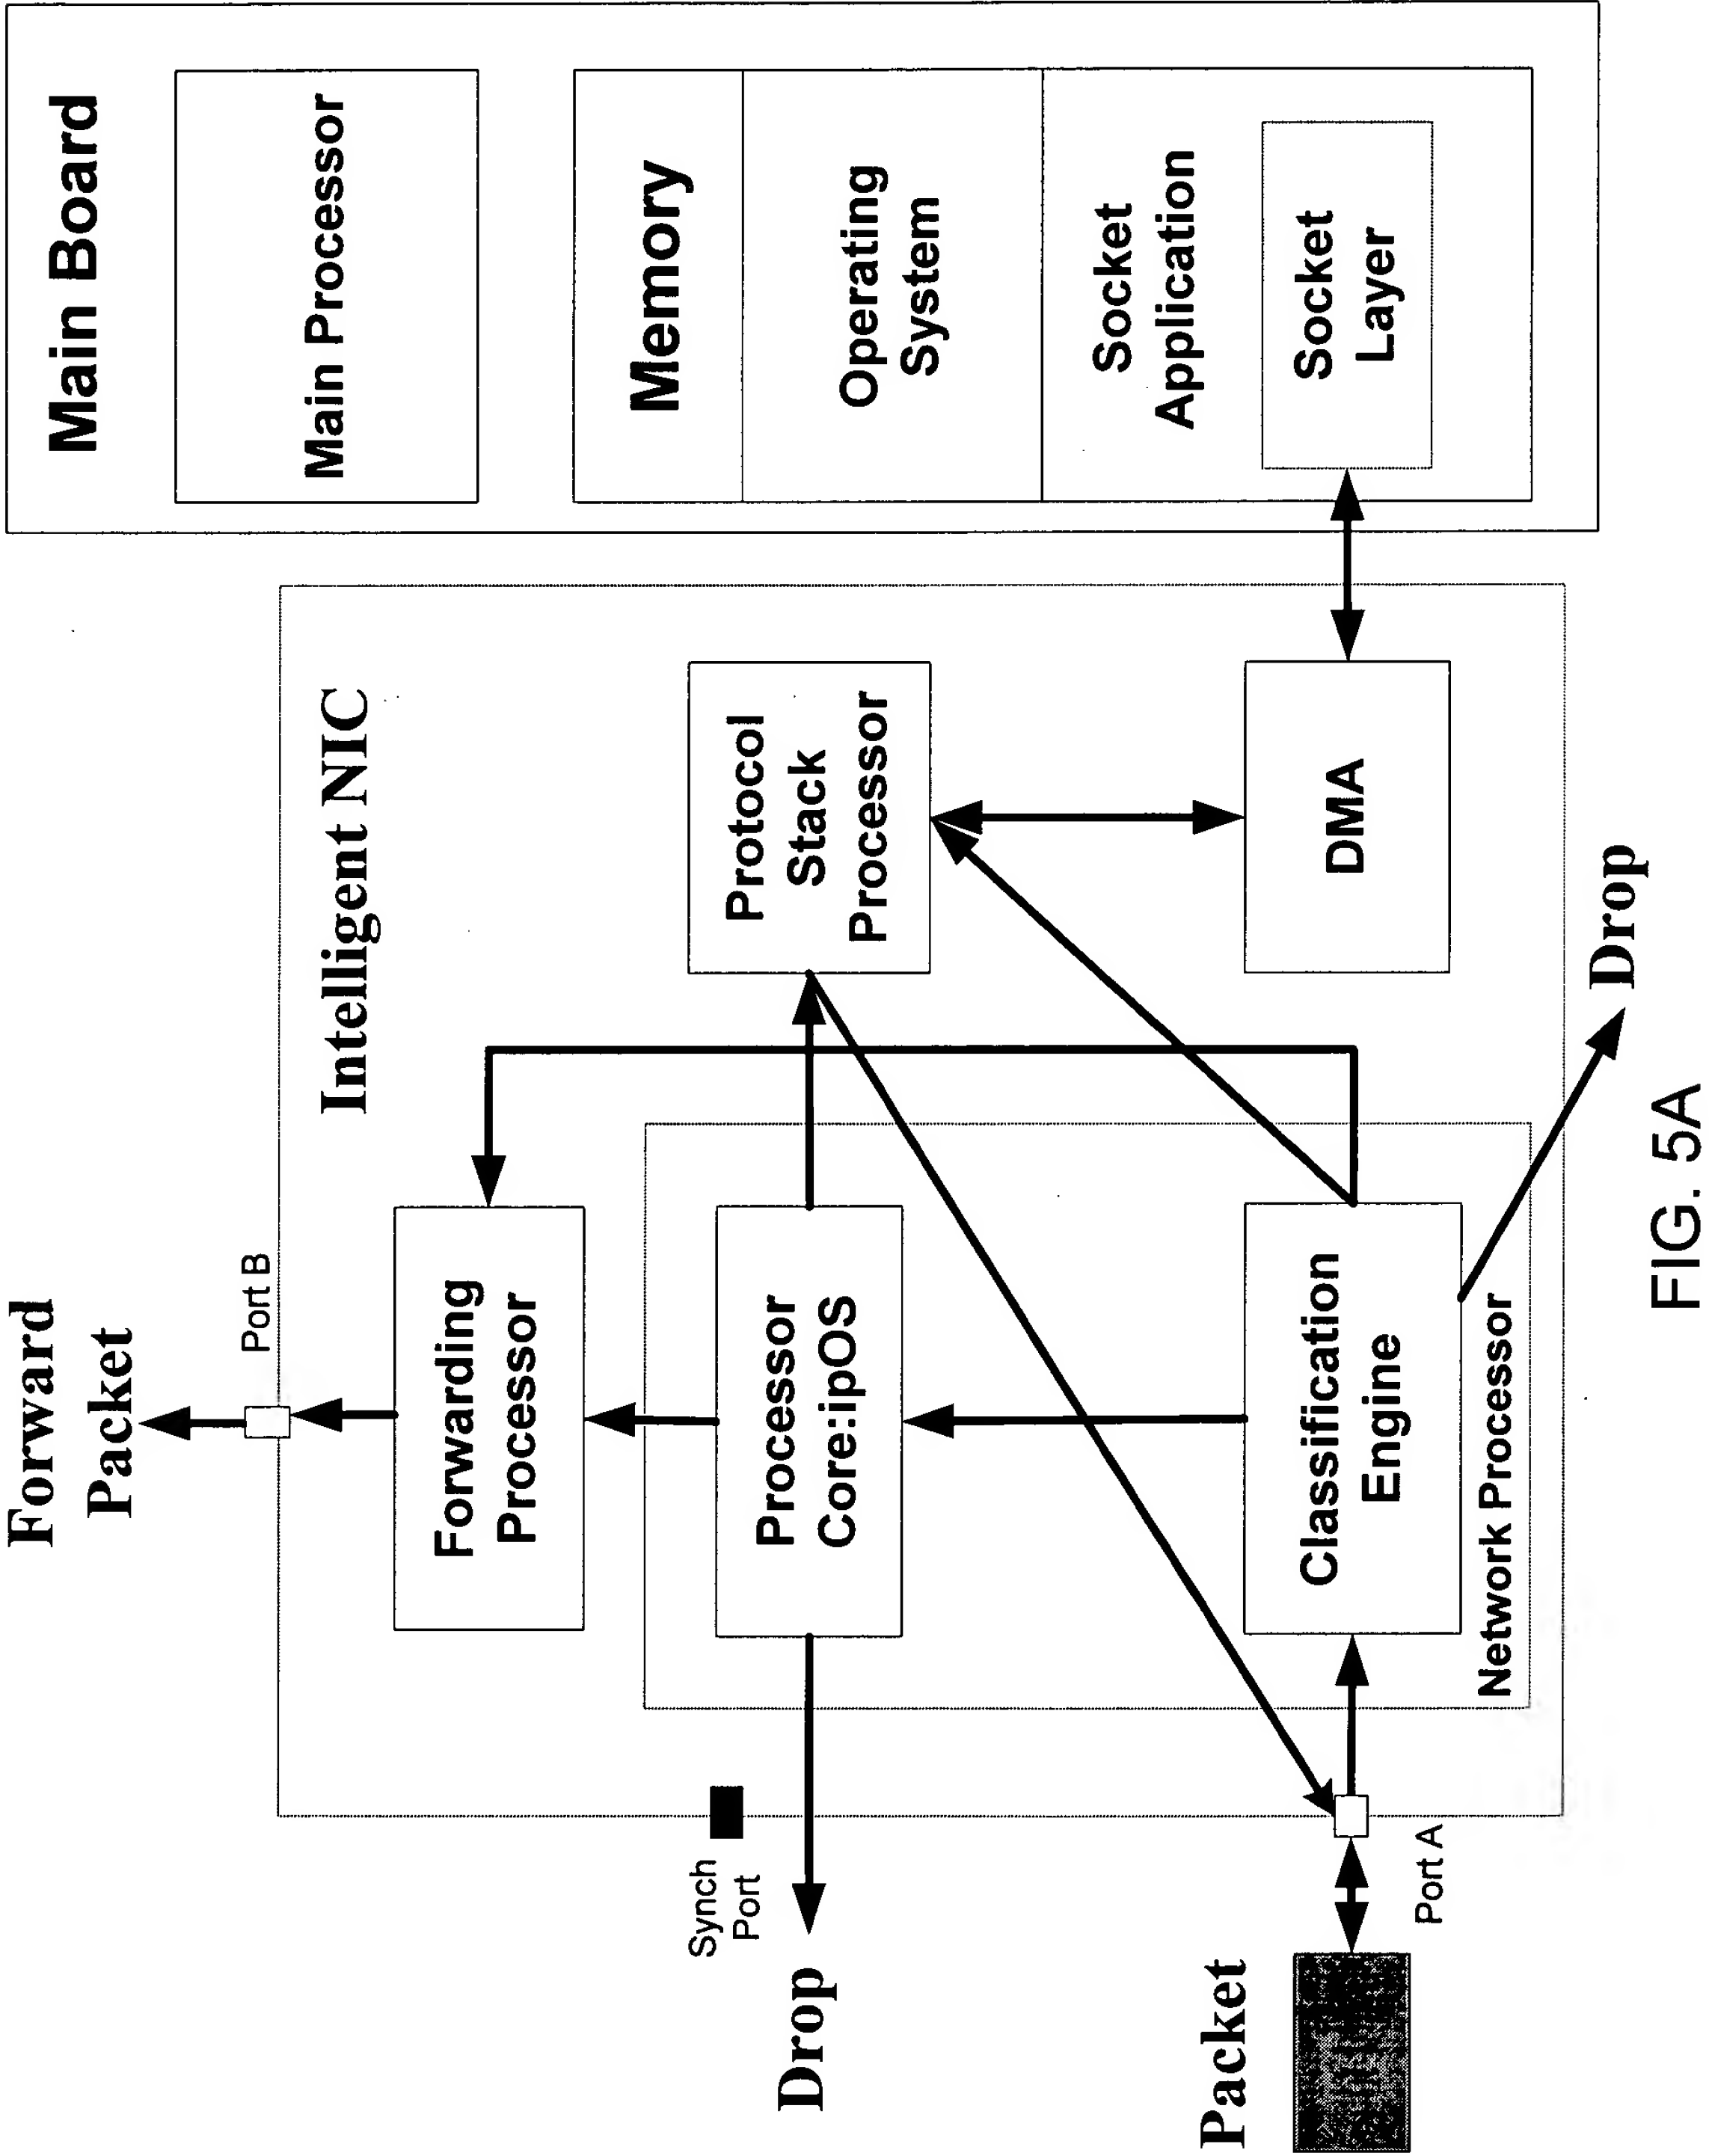 Forward
Packet
Port B
Main Board
Main Processor
Intelligent NIC
Forwarding
Processor
Memory
Operating
System
Synch
Port
Drop
Processor
Core:ipOS
Protocol
Stack
Processor
Socket
Application
Socket
Layer
Packet
Port A
Classification
Engine
Network Processor
DMA
Drop
FIG. 5A